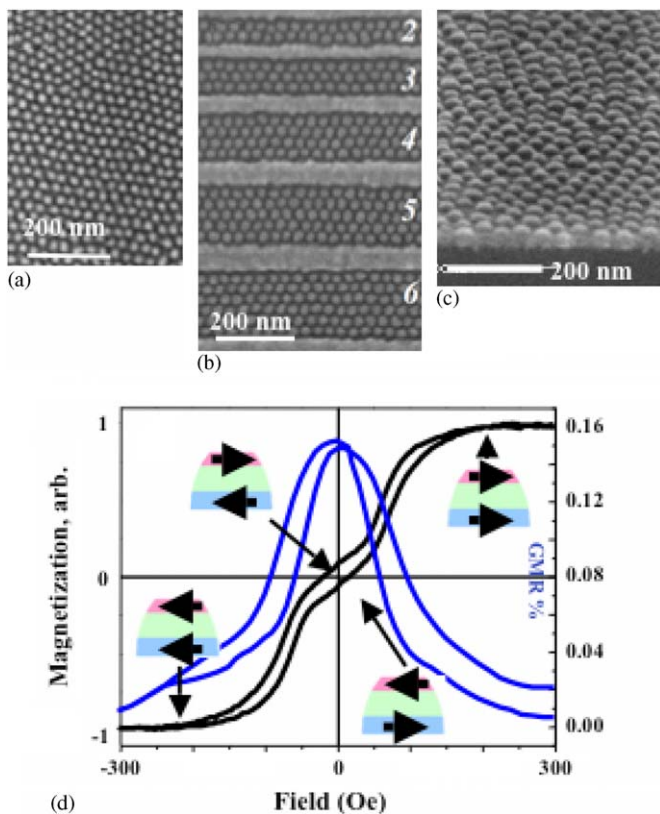 200 nm
(a)
2
3
4
5
6
200 nm
(b)
200 nm
(c)
Magnetization, arb.
1
0
-1
0.16
0.12
0.08
0.04
0.00
GMR %
-300
0
300
Field (Oe)
(d)